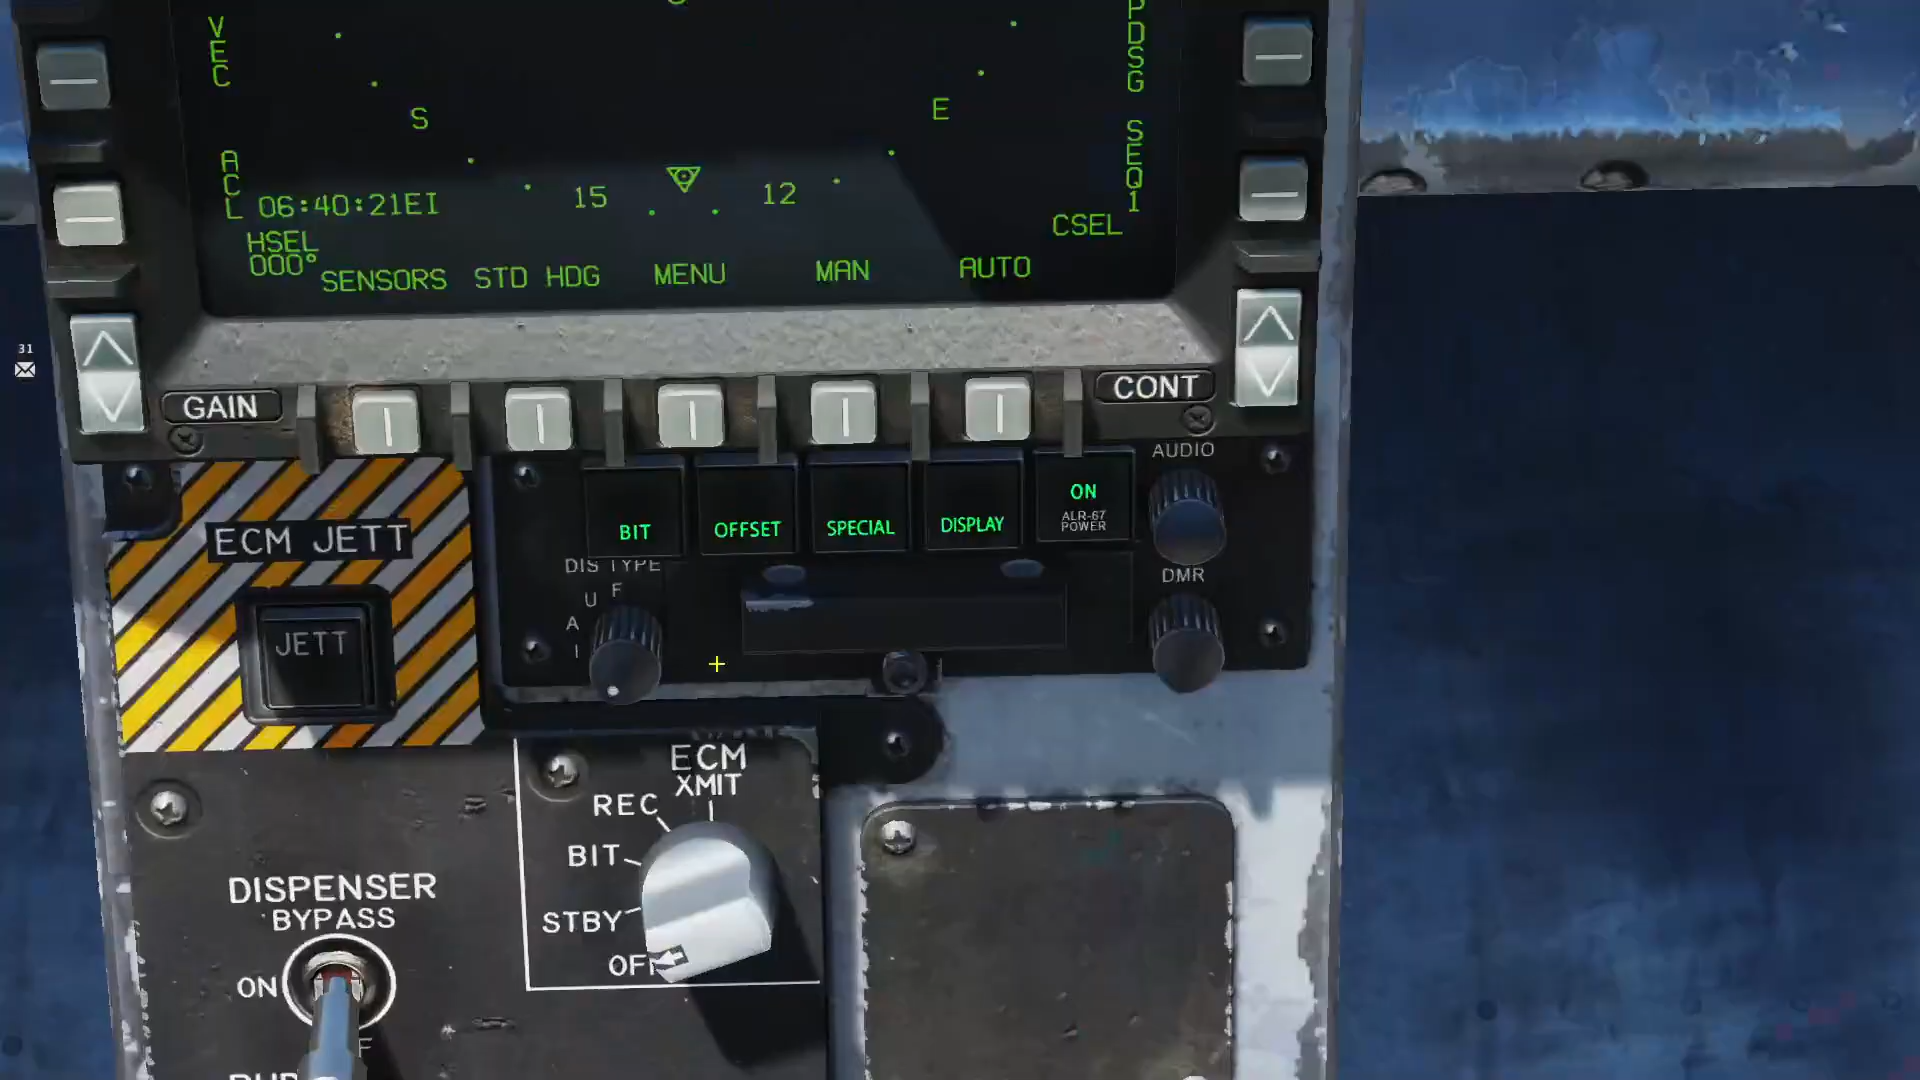 VEC
PDSG
S
E
ACL
SEQ1
06:40:21EI
15
12
CSEL
HSEL
000°
SENSORS
STD HDG
MENU
MAN
AUTO
31
GAIN
CONT
AUDIO
ON
ALR-67
POWER
BIT
OFFSET
SPECIAL
DISPLAY
ECM JETT
JETT
DIS TYPE
F
U
A
I
DMR
ECM
XMIT
REC
BIT
STBY
OFF
DISPENSER
BYPASS
ON